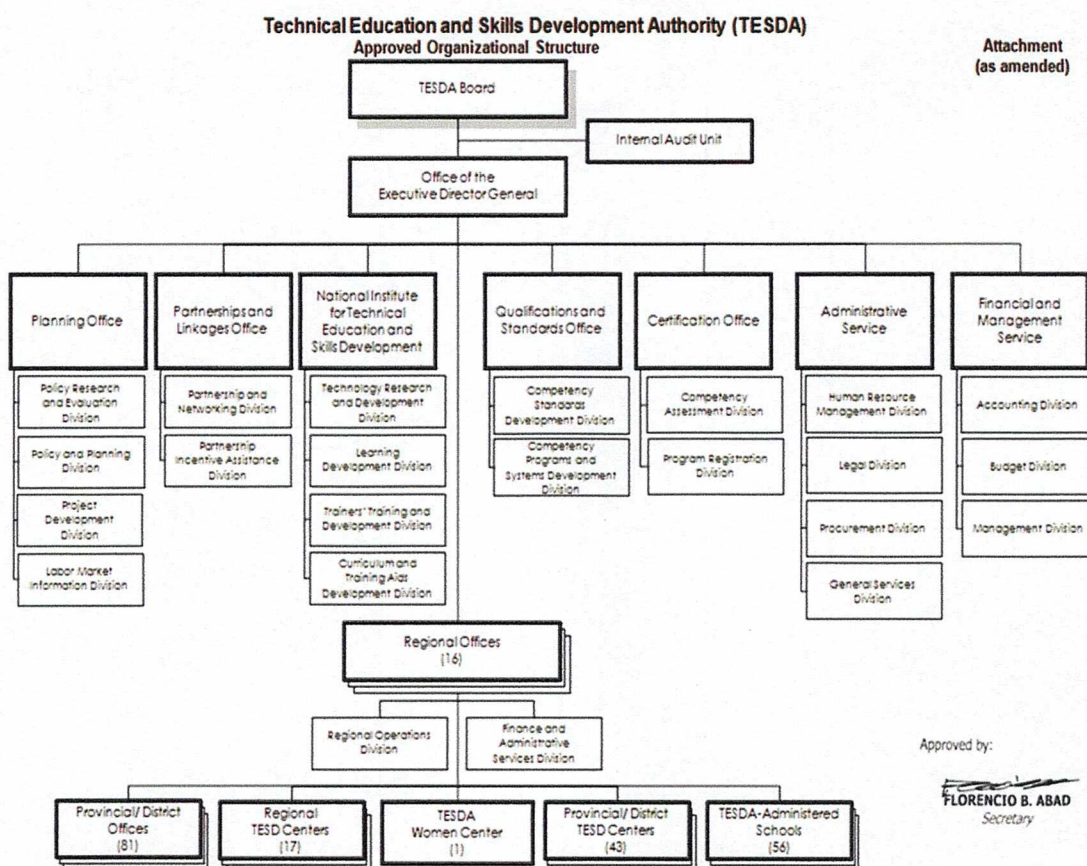 Technical Education and Skills Development Authority (TESDA)
Approved Organizational Structure
Attachment
(as amended)
TESDA Board
Internal Audit Unit
Office of the
Executive Director General
Planning Office
Partnerships and
Linkages Office
National Institute
for Technical
Education and
Skills Development
Qualifications and
Standards Office
Certification Office
Administrative
Service
Financial and
Management
Service
Policy Research
and Evaluation
Division
Policy and Planning
Division
Project
Development
Division
Labor Market
Information Division
Partnership and
Networking Division
Partnership
Incentive Assistance
Division
Technology Research
and Development
Division
Learning
Development Division
Trainers' Training and
Development Division
Curriculum and
Training Aids
Development Division
Competency
Standards
Development Division
Competency
Programs and
Systems Development
Division
Competency
Assessment Division
Program Registration
Division
Human Resource
Management Division
Legal Division
Procurement Division
General Services
Division
Accounting Division
Budget Division
Management Division
Regional Offices
(16)
Regional Operations
Division
Finance and
Administrative
Services Division
Provincial/ District
Offices
(81)
Regional
TESD Centers
(17)
TESDA
Women Center
(1)
Provincial/ District
TESD Centers
(43)
TESDA-Administered
Schools
(56)
Approved by:
FLORENCIO B. ABAD
Secretary